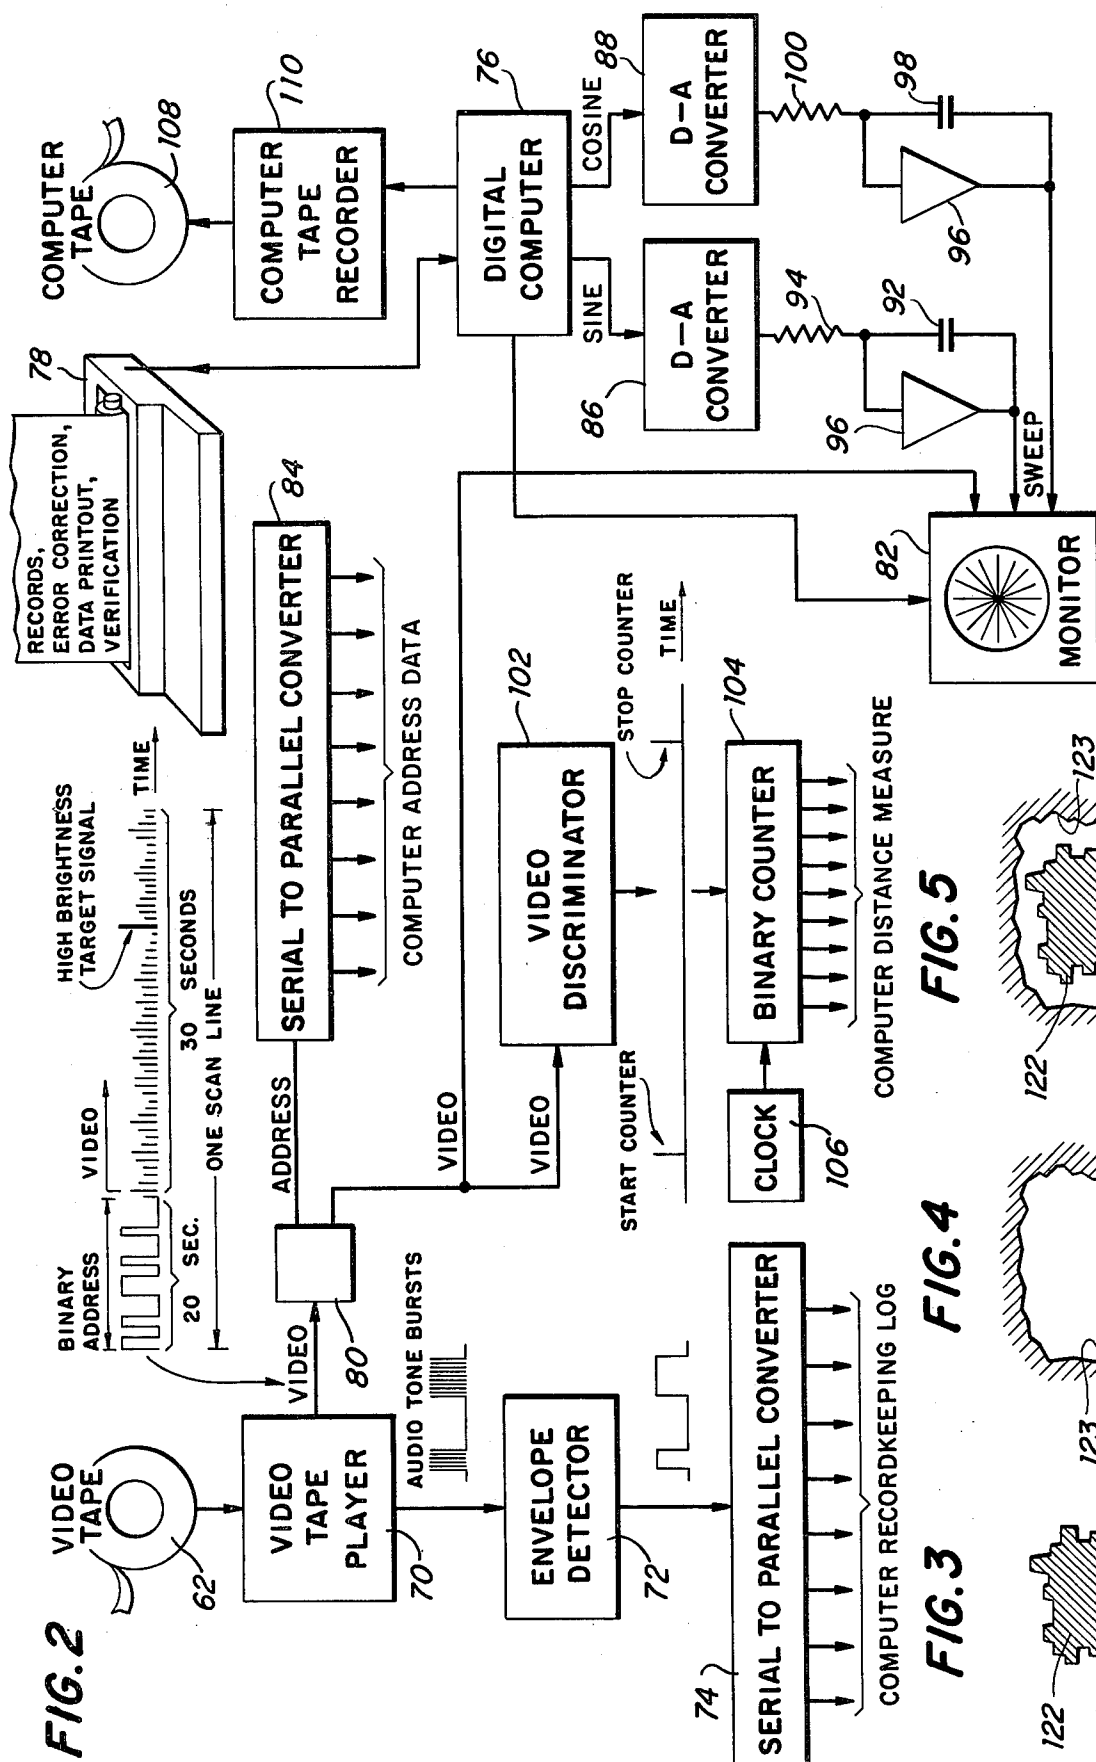 FIG. 2
VIDEO
TAPE
62
VIDEO
TAPE
PLAYER
70
VIDEO
80
AUDIO TONE BURSTS
ENVELOPE
DETECTOR
72
74
SERIAL TO PARALLEL CONVERTER
COMPUTER RECORDKEEPING LOG
BINARY
ADDRESS
VIDEO
20 SEC.
30 SECONDS
ONE SCAN LINE
HIGH BRIGHTNESS
TARGET SIGNAL
TIME
ADDRESS
SERIAL TO PARALLEL CONVERTER
84
COMPUTER ADDRESS DATA
VIDEO
VIDEO
VIDEO
DISCRIMINATOR
102
START COUNTER
STOP COUNTER
TIME
CLOCK
106
BINARY COUNTER
104
COMPUTER DISTANCE MEASURE
RECORDS,
ERROR CORRECTION,
DATA PRINTOUT,
VERIFICATION
78
COMPUTER
TAPE
108
COMPUTER
TAPE
RECORDER
110
DIGITAL
COMPUTER
76
SINE
COSINE
86
D-A
CONVERTER
D-A
CONVERTER
88
94
92
96
100
98
96
SWEEP
82
MONITOR
FIG. 3
122
FIG. 4
123
FIG. 5
122
123